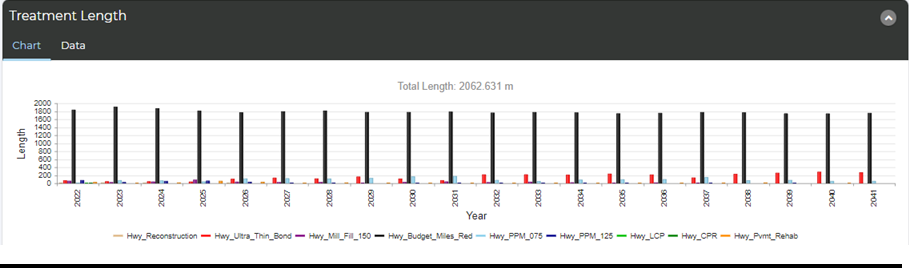 Treatment Length
Chart Data
Total Length: 2062.631 m
2000
1800
1600
1400
1200
1000
800
600
400
200
0
Length
2022 2023 2024 2025 2026 2027 2028 2029 2030 2031 2032 2033 2034 2035 2036 2037 2038 2039 2040 2041
Year
Hwy_Reconstruction Hwy_Ultra_Thin_Bond Hwy_Mill_Fill_150 Hwy_Budget_Miles_Red Hwy_PPM_075 Hwy_PPM_125 Hwy_LCP Hwy_CPR Hwy_Pvmt_Rehab